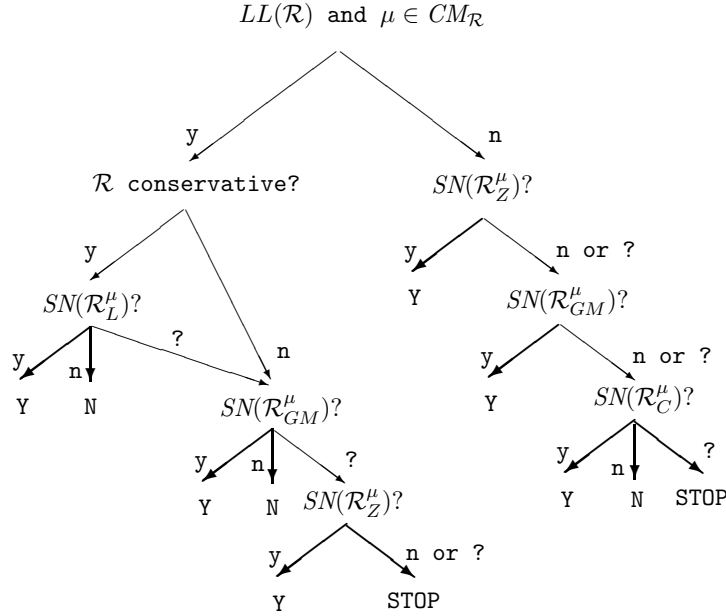 LL(R) and μ ∈ CM_R
y n
R conservative? SN(R^μ_Z)?
y y n or ?
SN(R^μ_L)? Y SN(R^μ_GM)?
? n
y n y n or ?
Y N SN(R^μ_GM)? Y SN(R^μ_C)?
y n ? y n ?
Y N SN(R^μ_Z)? Y N STOP
y n or ?
Y STOP